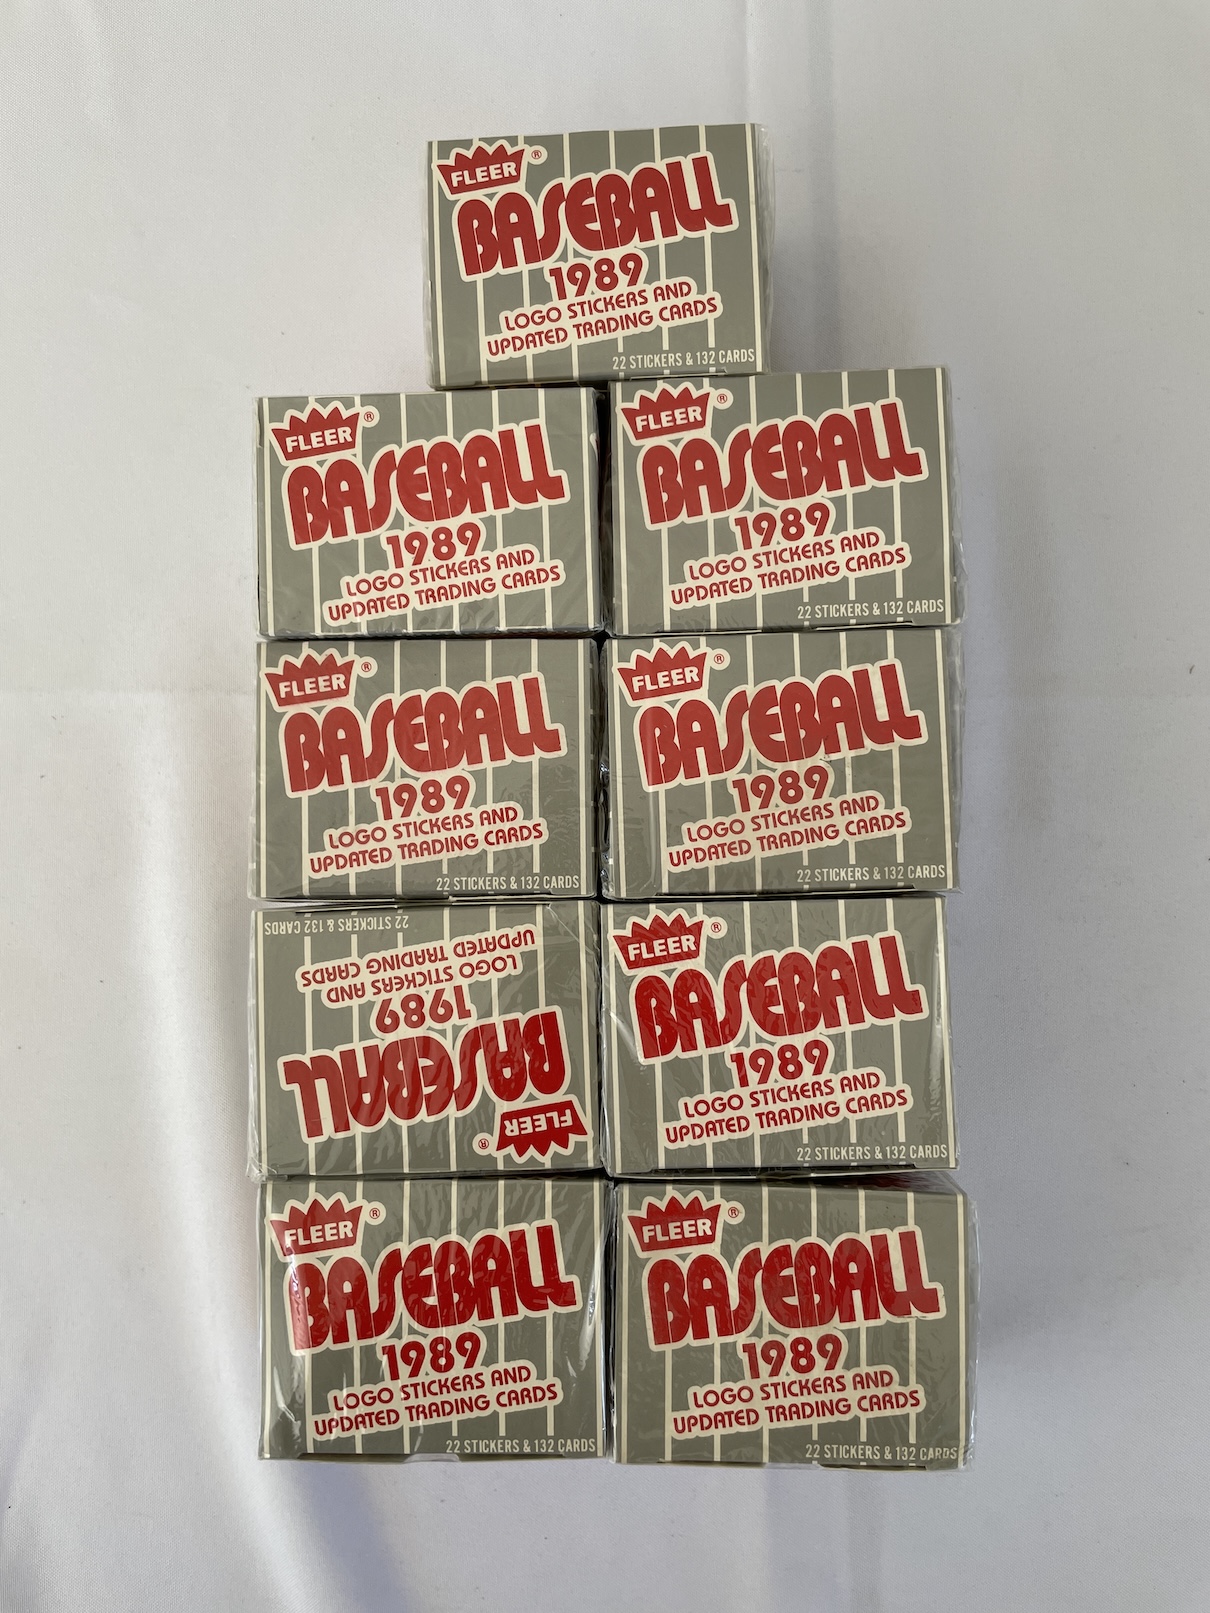 FLEER ®
BASEBALL
1989
LOGO STICKERS AND
UPDATED TRADING CARDS
22 STICKERS & 132 CARDS
FLEER ®
BASEBALL
1989
LOGO STICKERS AND
UPDATED TRADING CARDS
FLEER ®
BASEBALL
1989
LOGO STICKERS AND
UPDATED TRADING CARDS
22 STICKERS & 132 CARDS
FLEER ®
BASEBALL
1989
LOGO STICKERS AND
UPDATED TRADING CARDS
22 STICKERS & 132 CARDS
FLEER ®
BASEBALL
1989
LOGO STICKERS AND
UPDATED TRADING CARDS
22 STICKERS & 132 CARDS
FLEER ®
BASEBALL
1989
LOGO STICKERS AND
UPDATED TRADING CARDS
22 STICKERS & 132 CARDS
FLEER ®
BASEBALL
1989
LOGO STICKERS AND
UPDATED TRADING CARDS
22 STICKERS & 132 CARDS
FLEER ®
BASEBALL
1989
LOGO STICKERS AND
UPDATED TRADING CARDS
22 STICKERS & 132 CARDS
FLEER ®
BASEBALL
1989
LOGO STICKERS AND
UPDATED TRADING CARDS
22 STICKERS & 132 CARDS